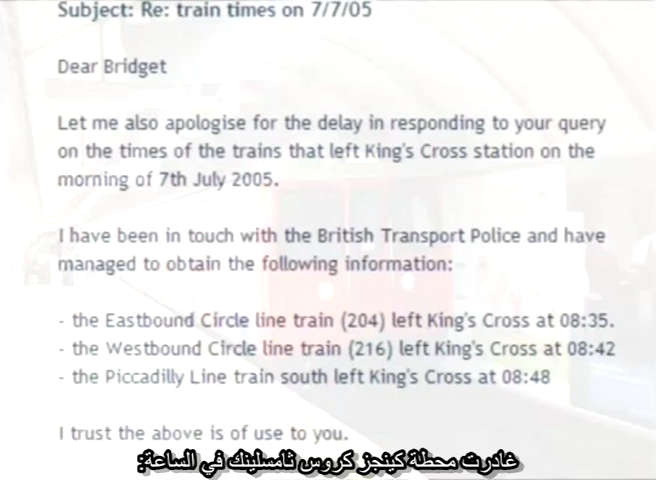 Subject: Re: train times on 7/7/05
Dear Bridget
Let me also apologise for the delay in responding to your query
on the times of the trains that left King's Cross station on the
morning of 7th July 2005.
I have been in touch with the British Transport Police and have
managed to obtain the following information:
- the Eastbound Circle line train (204) left King's Cross at 08:35.
- the Westbound Circle line train (216) left King's Cross at 08:42
- the Piccadilly Line train south left King's Cross at 08:48
I trust the above is of use to you.
غادرت محطة كينجز كروس ثامسلينك في الساعة: